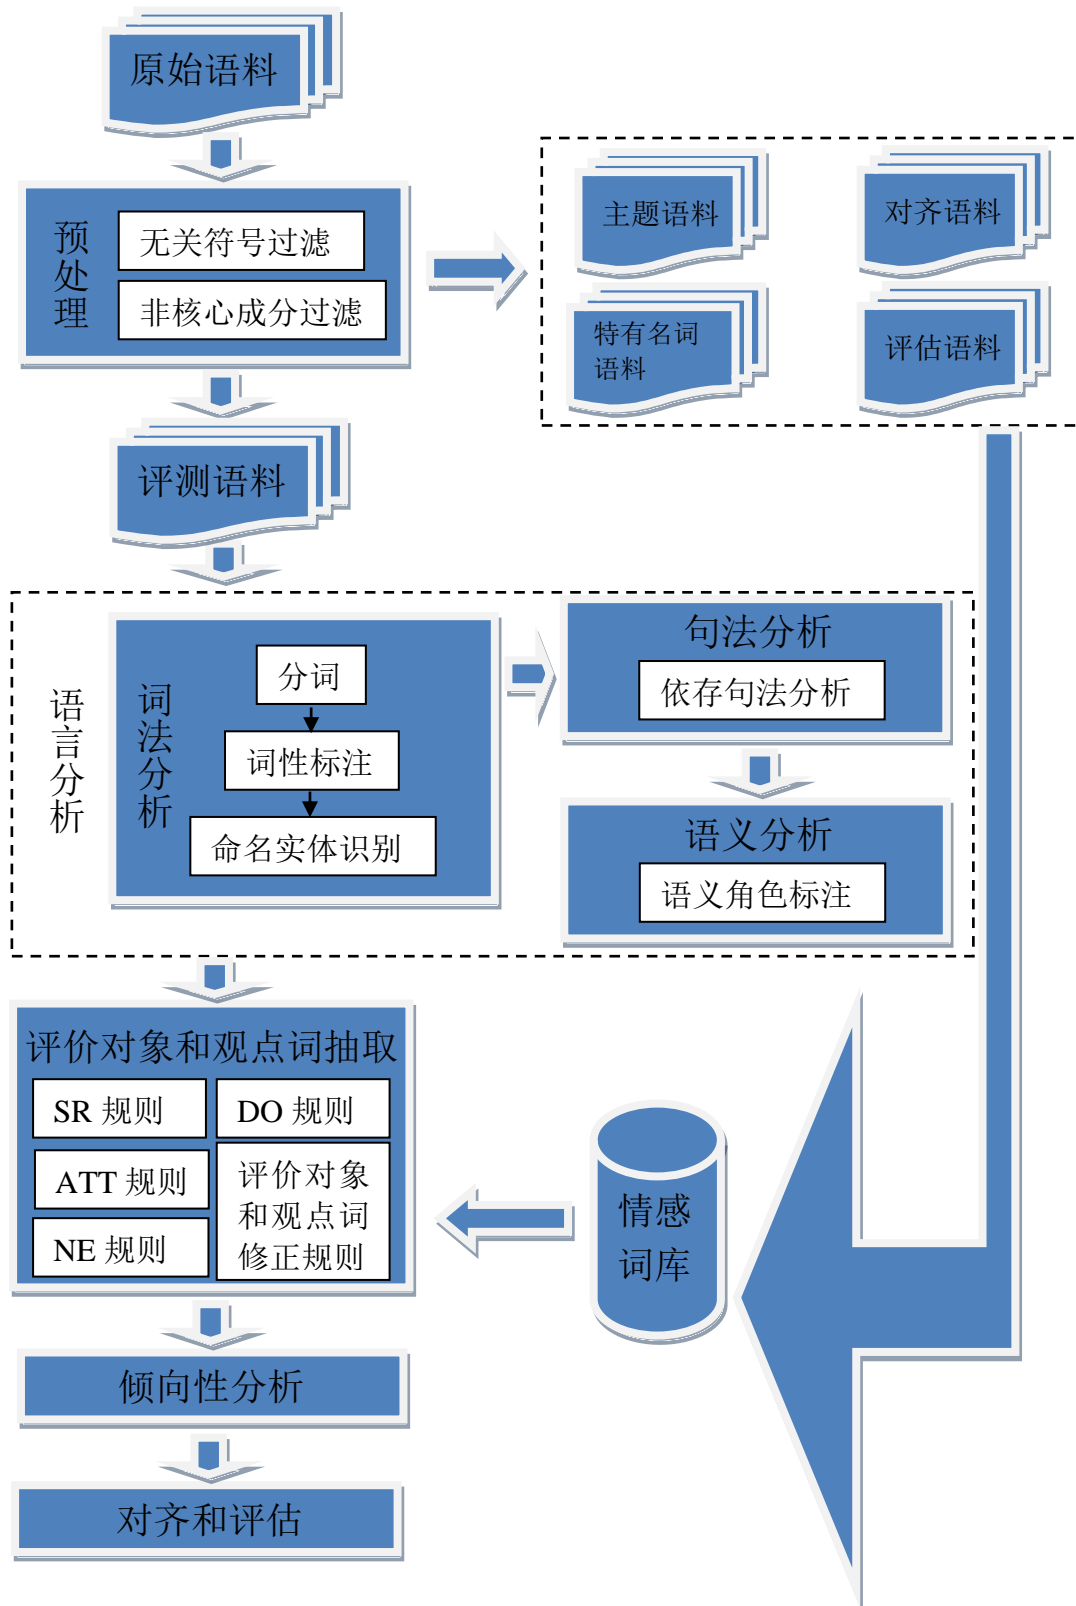 原始语料
预处理
无关符号过滤
非核心成分过滤
主题语料
对齐语料
特有名词
语料
评估语料
评测语料
语言分析
词法分析
分词
词性标注
命名实体识别
句法分析
依存句法分析
语义分析
语义角色标注
评价对象和观点词抽取
SR 规则
DO 规则
ATT 规则
NE 规则
评价对象
和观点词
修正规则
情感
词库
倾向性分析
对齐和评估